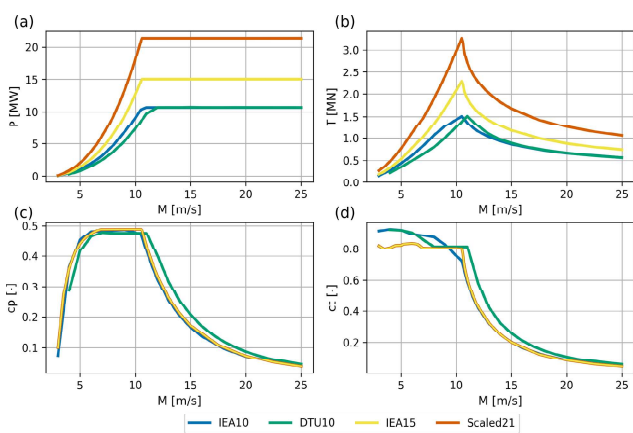 (a)
(b)
P [MW]
20
15
10
5
0
5
10
15
20
25
M [m/s]
T [MN]
3.0
2.5
2.0
1.5
1.0
0.5
0.0
5
10
15
20
25
M [m/s]
(c)
(d)
cp [-]
0.5
0.4
0.3
0.2
0.1
5
10
15
20
25
M [m/s]
ct [-]
0.8
0.6
0.4
0.2
5
10
15
20
25
M [m/s]
IEA10
DTU10
IEA15
Scaled21